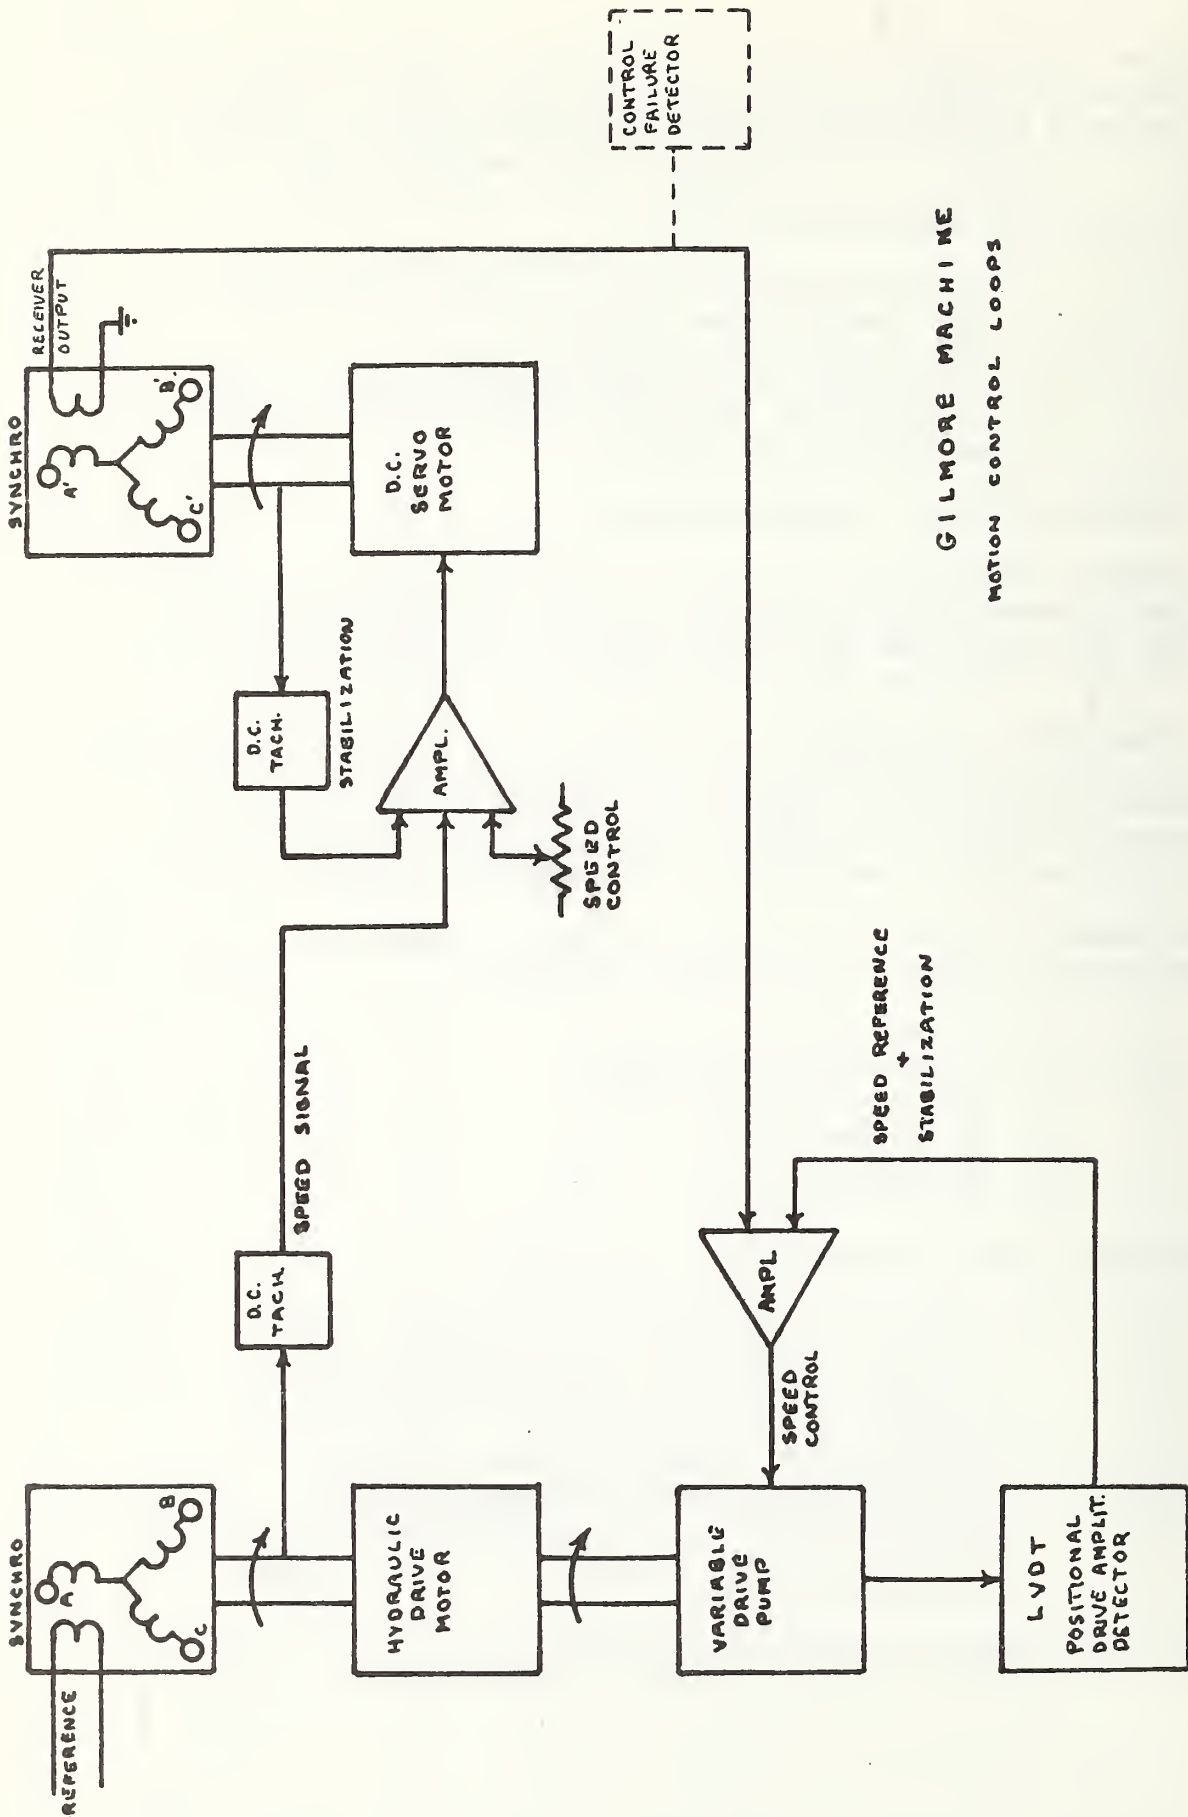 SYNCHRO
REFERENCE
A
B
C
HYDRAULIC
DRIVE
MOTOR
VARIABLE
DRIVE
PUMP
LVDT
POSITIONAL
DRIVE AMPLIT.
DETECTOR
D.C.
TACH.
SPEED SIGNAL
SPEED
CONTROL
AMPL
SPEED REFERENCE
+
STABILIZATION
SYNCHRO
A'
B'
C'
RECEIVER
OUTPUT
D.C.
SERVO
MOTOR
D.C.
TACH.
STABILIZATION
AMPL.
SPEED
CONTROL
CONTROL
FAILURE
DETECTOR
GILMORE MACHINE
MOTION CONTROL LOOPS